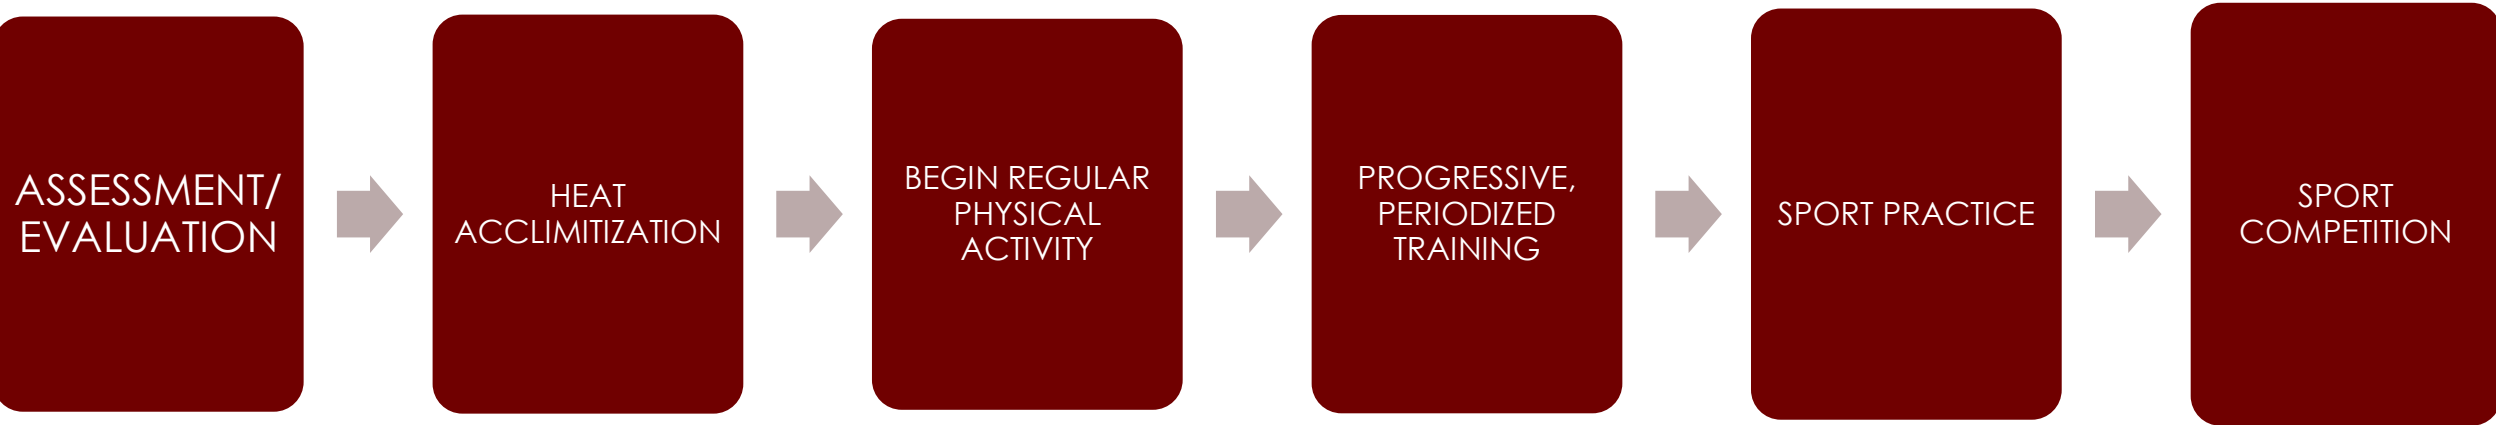 ASSESSMENT/
EVALUATION
HEAT
ACCLIMITIZATION
BEGIN REGULAR
PHYSICAL
ACTIVITY
PROGRESSIVE,
PERIODIZED
TRAINING
SPORT PRACTICE
SPORT
COMPETITION